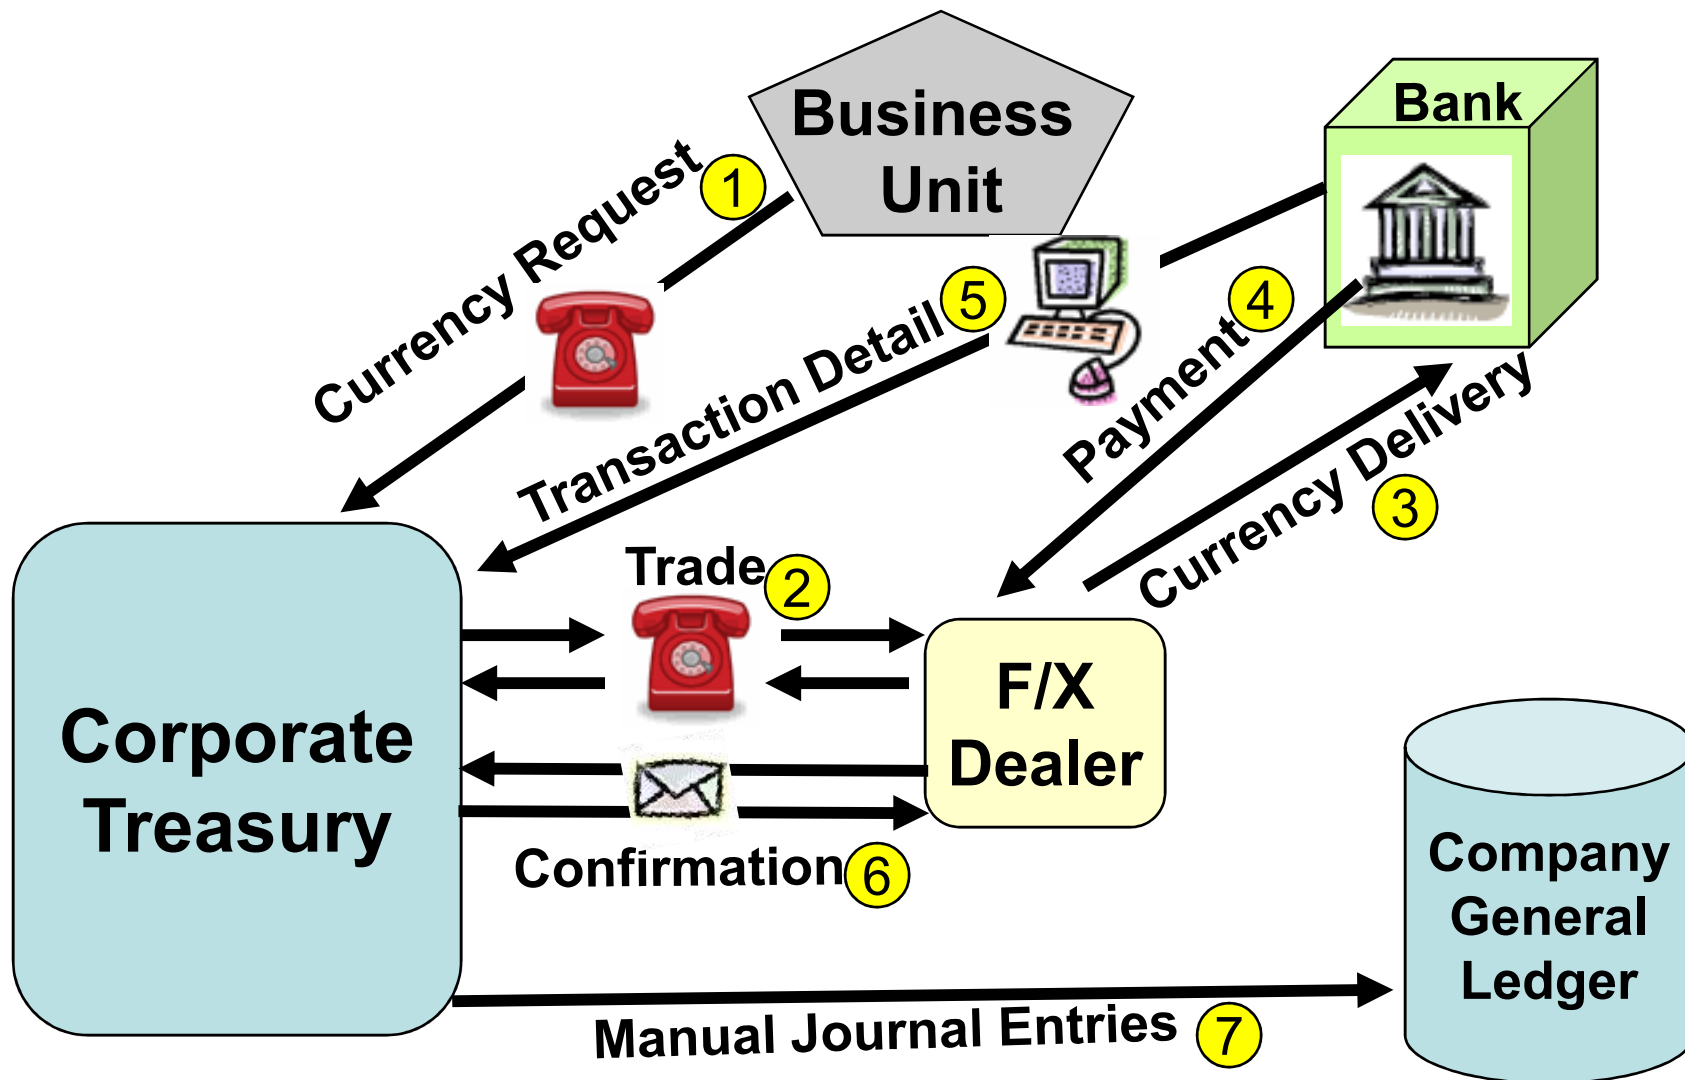 Business
Unit
Bank
Currency Request
1
Transaction Detail
5
Payment
4
Currency Delivery
3
Trade
2
F/X
Dealer
Corporate
Treasury
Confirmation
6
Company
General
Ledger
Manual Journal Entries
7